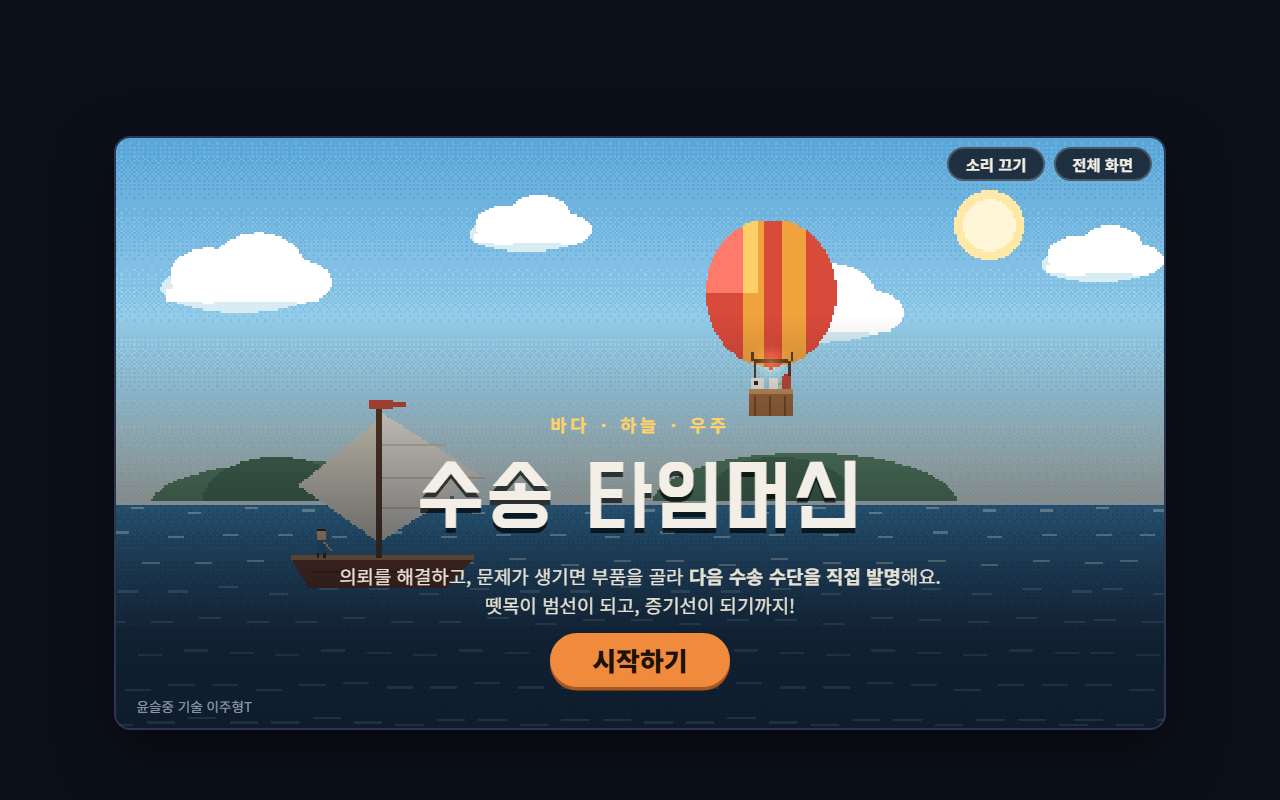 소리 끄기 전체 화면
바다 · 하늘 · 우주
수송 타임머신
의뢰를 해결하고, 문제가 생기면 부품을 골라 다음 수송 수단을 직접 발명해요.
뗏목이 범선이 되고, 증기선이 되기까지!
시작하기
윤슬중 기술 이주형T